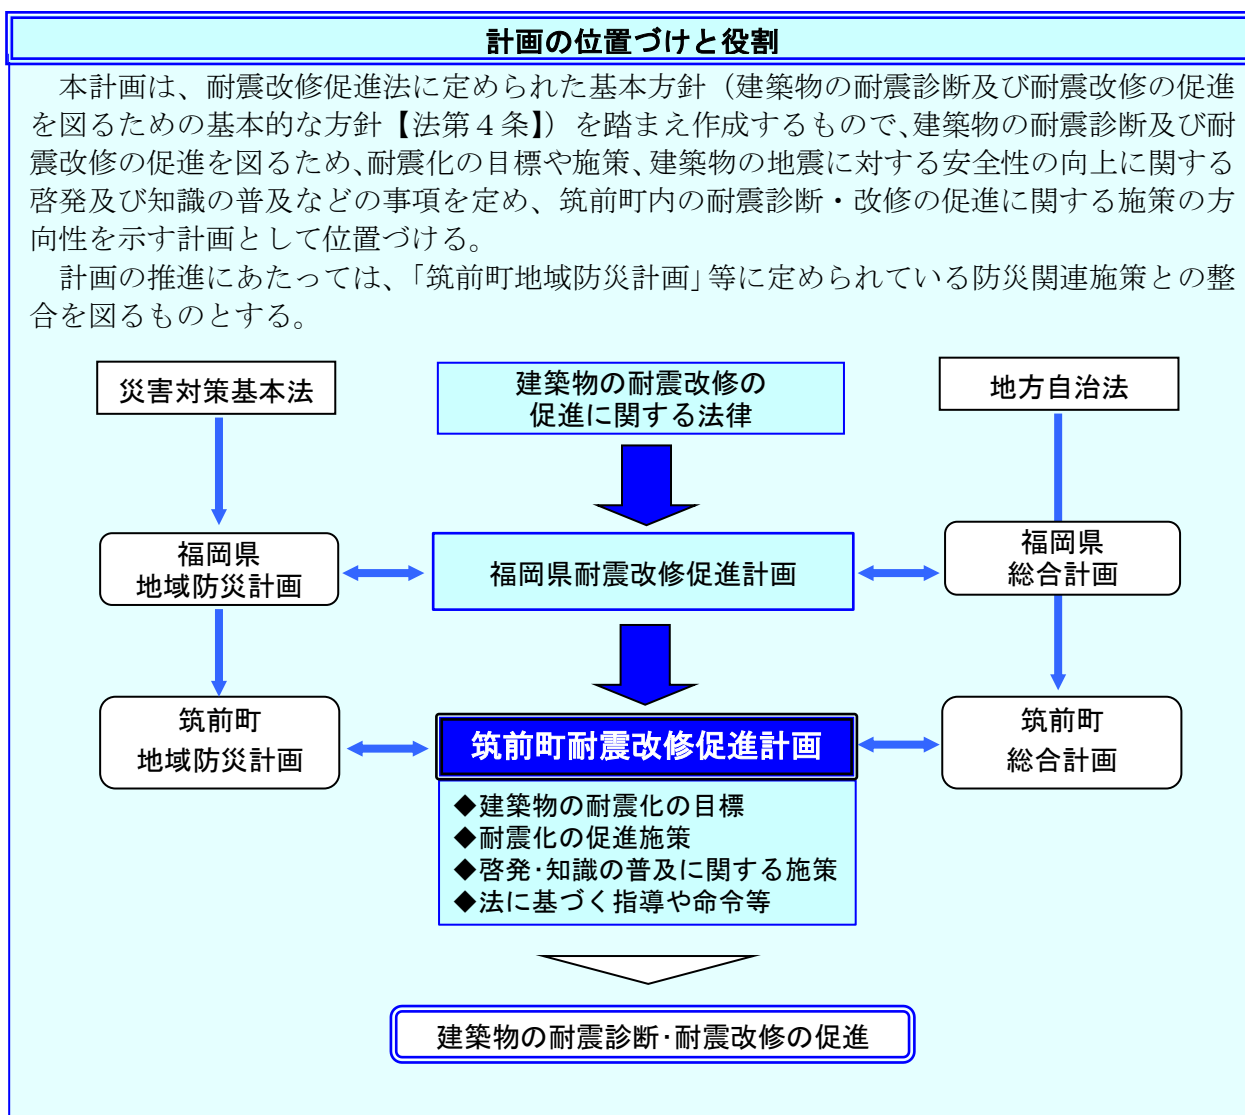 計画の位置づけと役割
本計画は、耐震改修促進法に定められた基本方針（建築物の耐震診断及び耐震改修の促進
を図るための基本的な方針【法第４条】）を踏まえ作成するもので、建築物の耐震診断及び耐
震改修の促進を図るため、耐震化の目標や施策、建築物の地震に対する安全性の向上に関する
啓発及び知識の普及などの事項を定め、筑前町内の耐震診断・改修の促進に関する施策の方
向性を示す計画として位置づける。
計画の推進にあたっては、「筑前町地域防災計画」等に定められている防災関連施策との整
合を図るものとする。
災害対策基本法
建築物の耐震改修の
促進に関する法律
地方自治法
福岡県
地域防災計画
福岡県耐震改修促進計画
福岡県
総合計画
筑前町
地域防災計画
筑前町耐震改修促進計画
筑前町
総合計画
◆建築物の耐震化の目標
◆耐震化の促進施策
◆啓発・知識の普及に関する施策
◆法に基づく指導や命令等
建築物の耐震診断・耐震改修の促進